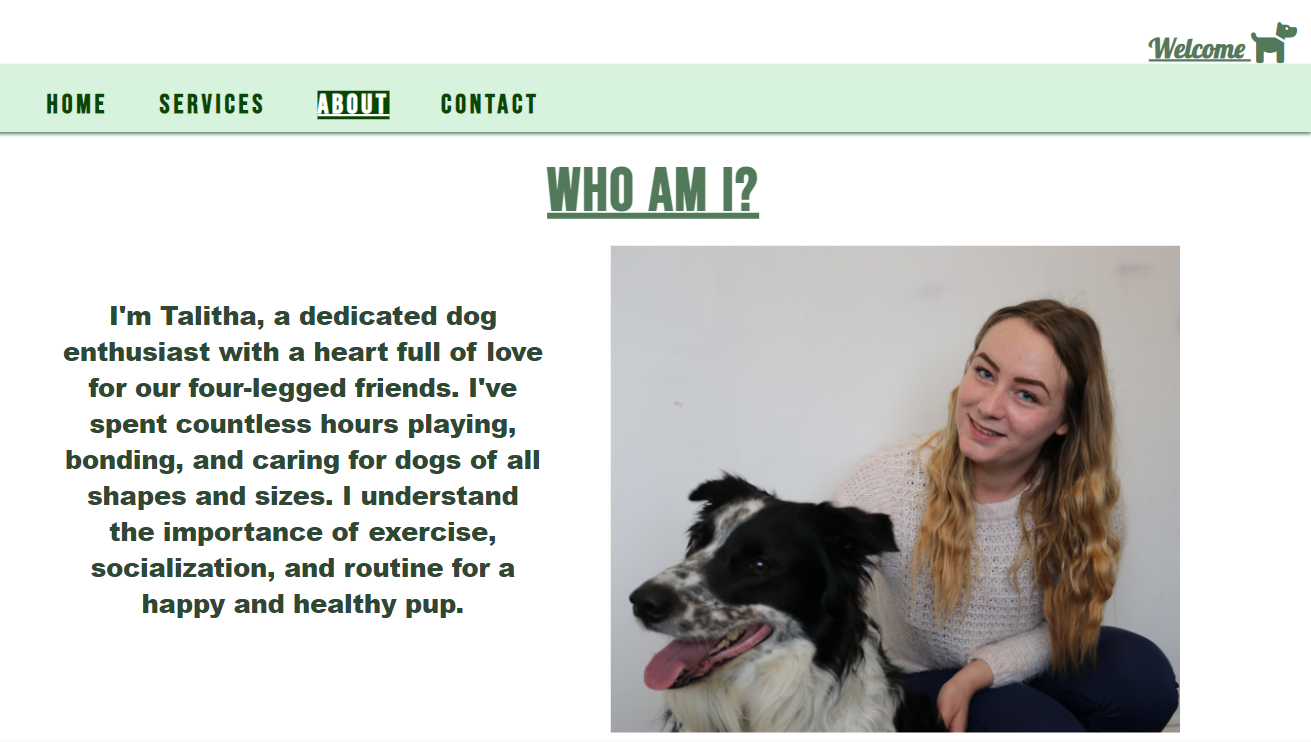 Welcome
HOME SERVICES ABOUT CONTACT
WHO AM I?
I'm Talitha, a dedicated dog
enthusiast with a heart full of love
for our four-legged friends. I've
spent countless hours playing,
bonding, and caring for dogs of all
shapes and sizes. I understand
the importance of exercise,
socialization, and routine for a
happy and healthy pup.